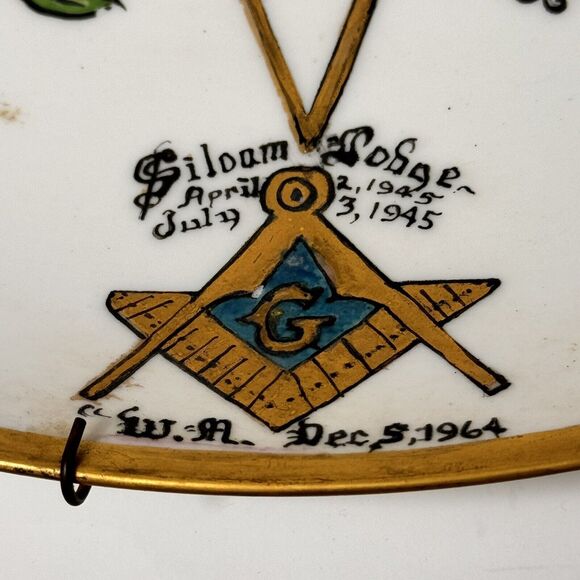 Siloam Lodge
April 2, 1945
July 3, 1945
G
" W. M. Dec, 5, 1964